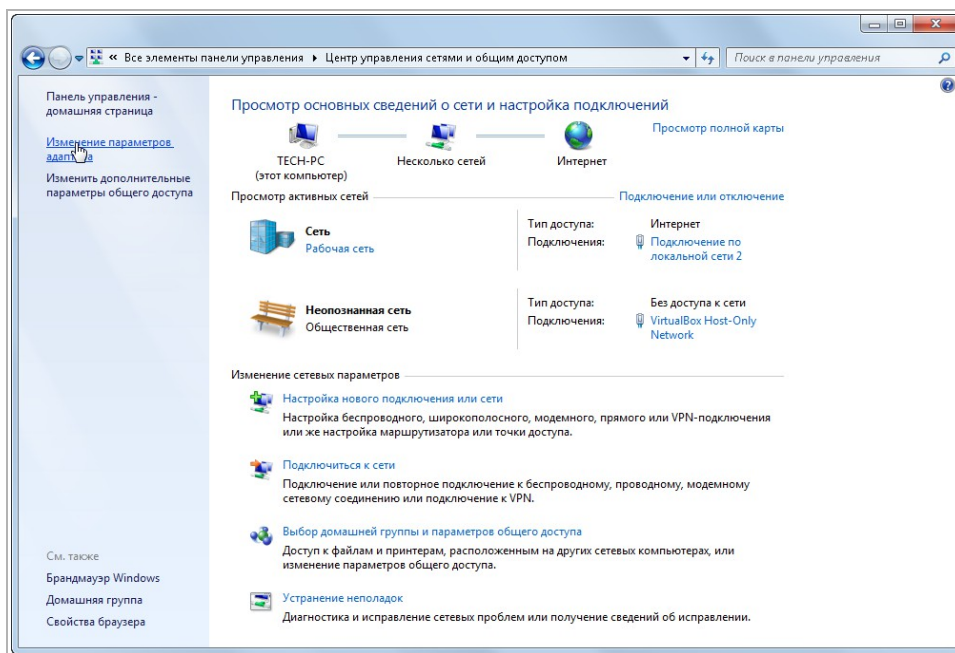 « Все элементы панели управления ▸ Центр управления сетями и общим доступом
Поиск в панели управления
Панель управления -
домашняя страница
Изменение параметров
адаптера
Изменить дополнительные
параметры общего доступа
Просмотр основных сведений о сети и настройка подключений
Просмотр полной карты
TECH-PC
(этот компьютер)
Несколько сетей
Интернет
Просмотр активных сетей
Подключение или отключение
Сеть
Рабочая сеть
Тип доступа: Интернет
Подключения: Подключение по
локальной сети 2
Неопознанная сеть
Общественная сеть
Тип доступа: Без доступа к сети
Подключения: VirtualBox Host-Only
Network
Изменение сетевых параметров
Настройка нового подключения или сети
Настройка беспроводного, широкополосного, модемного, прямого или VPN-подключения
или же настройка маршрутизатора или точки доступа.
Подключиться к сети
Подключение или повторное подключение к беспроводному, проводному, модемному
сетевому соединению или подключение к VPN.
Выбор домашней группы и параметров общего доступа
Доступ к файлам и принтерам, расположенным на других сетевых компьютерах, или
изменение параметров общего доступа.
Устранение неполадок
Диагностика и исправление сетевых проблем или получение сведений об исправлении.
См. также
Брандмауэр Windows
Домашняя группа
Свойства браузера